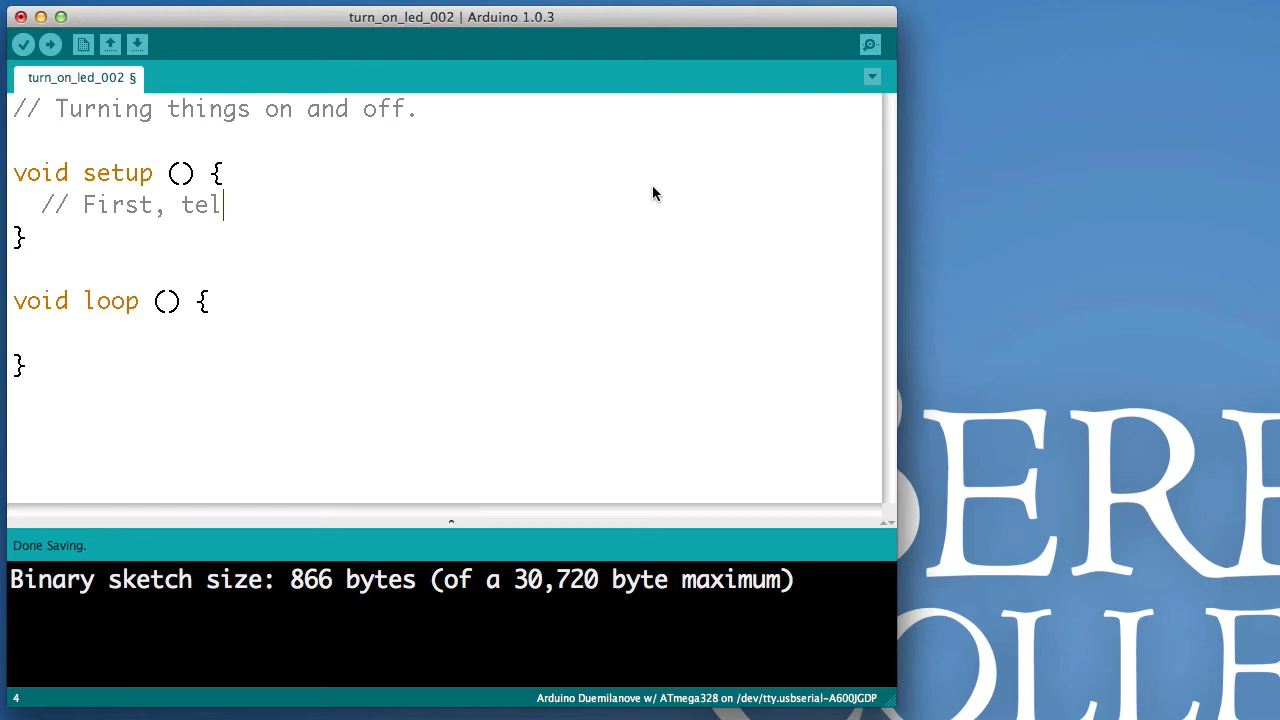 turn_on_led_002 | Arduino 1.0.3
turn_on_led_002 §
// Turning things on and off.
void setup () {
// First, tel
}
void loop () {
}
Done Saving.
Binary sketch size: 866 bytes (of a 30,720 byte maximum)
4
Arduino Duemilanove w/ ATmega328 on /dev/tty.usbserial-A600JGDP